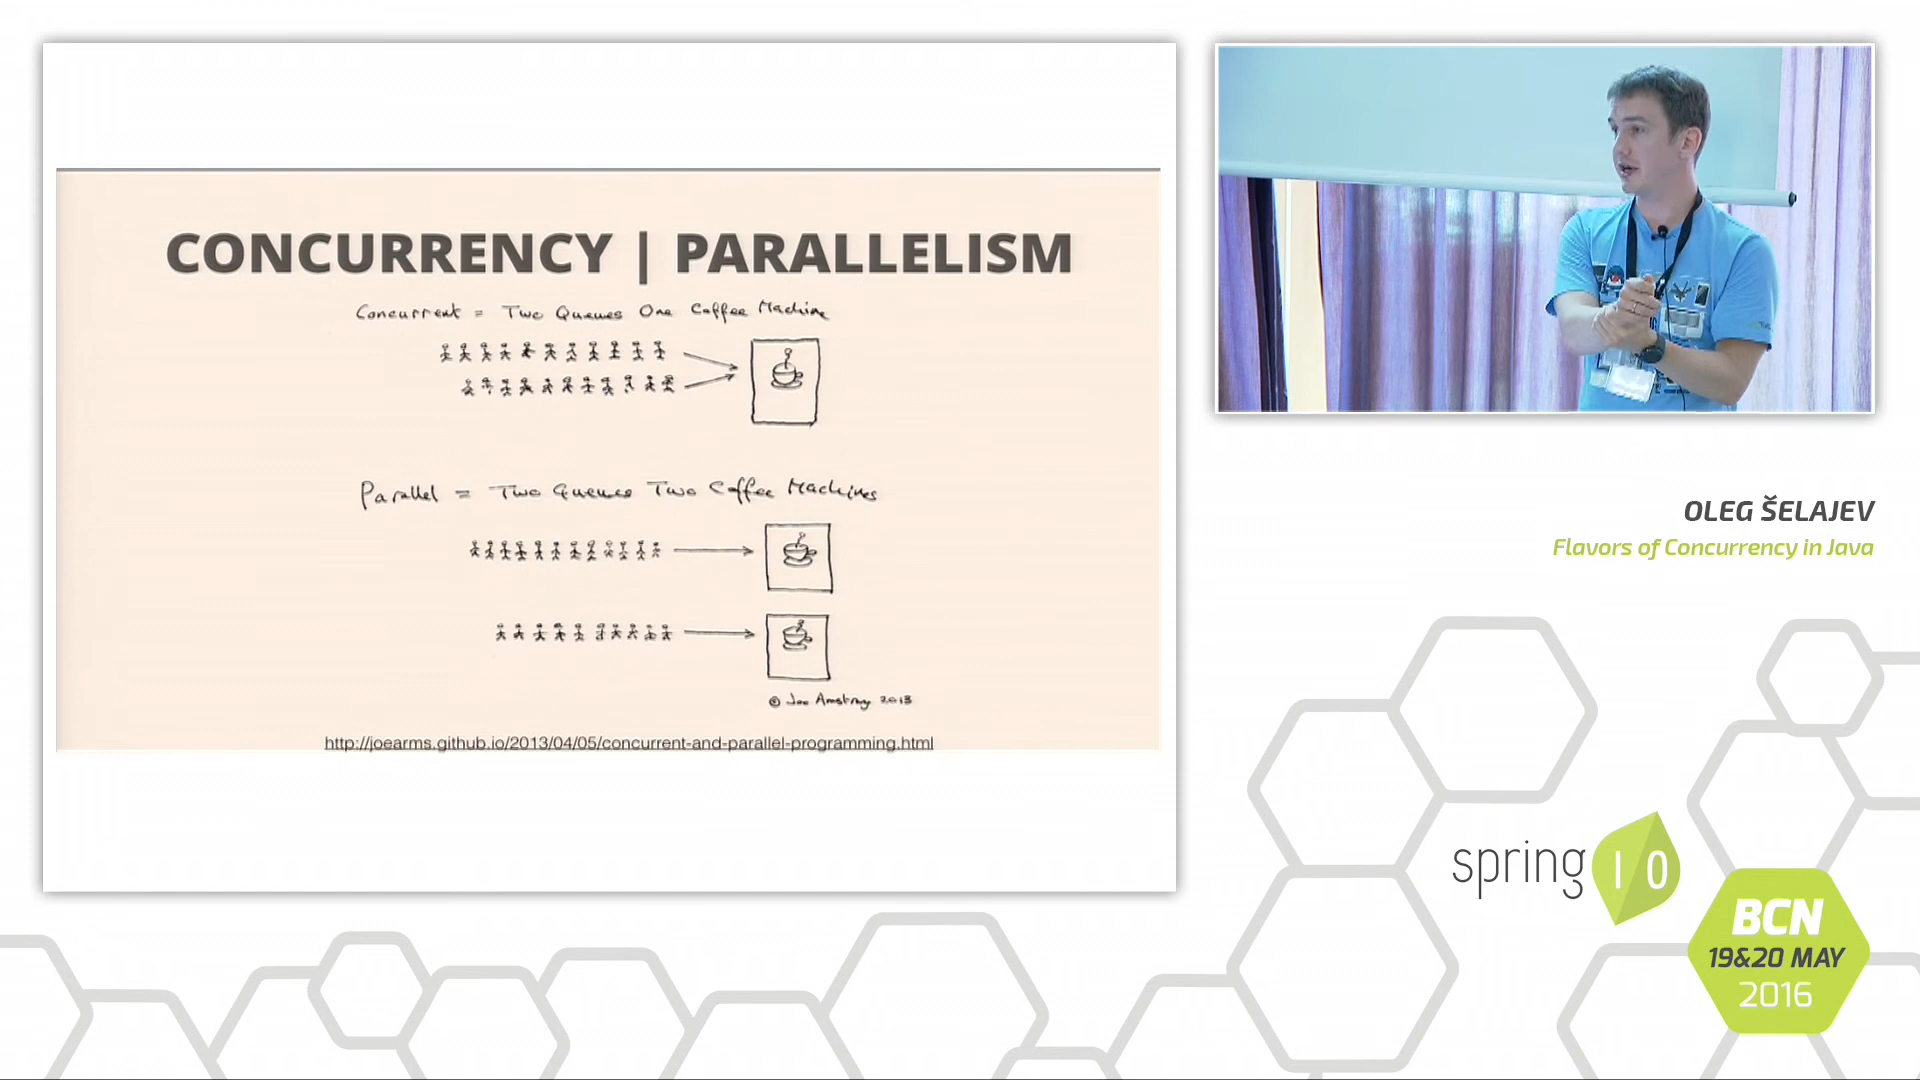 CONCURRENCY | PARALLELISM
Concurrent = Two Queues One Coffee Machine
Parallel = Two Queues Two Coffee Machines
© Joe Armstrong 2013
http://joearms.github.io/2013/04/05/concurrent-and-parallel-programming.html
OLEG ŠELAJEV
Flavors of Concurrency in Java
spring I/O
BCN
19&20 MAY
2016